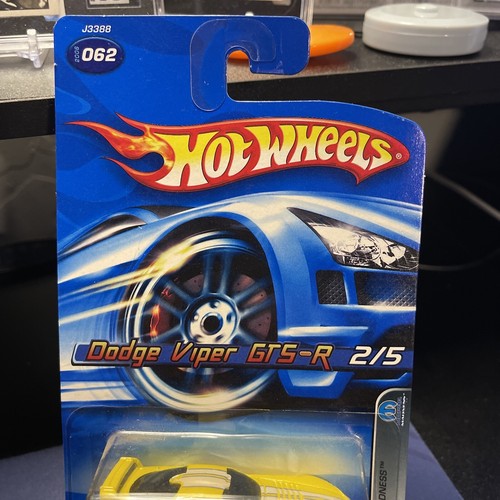 J3388
2006
062
HOT WHEELS®
Dodge Viper GTS-R 2/5